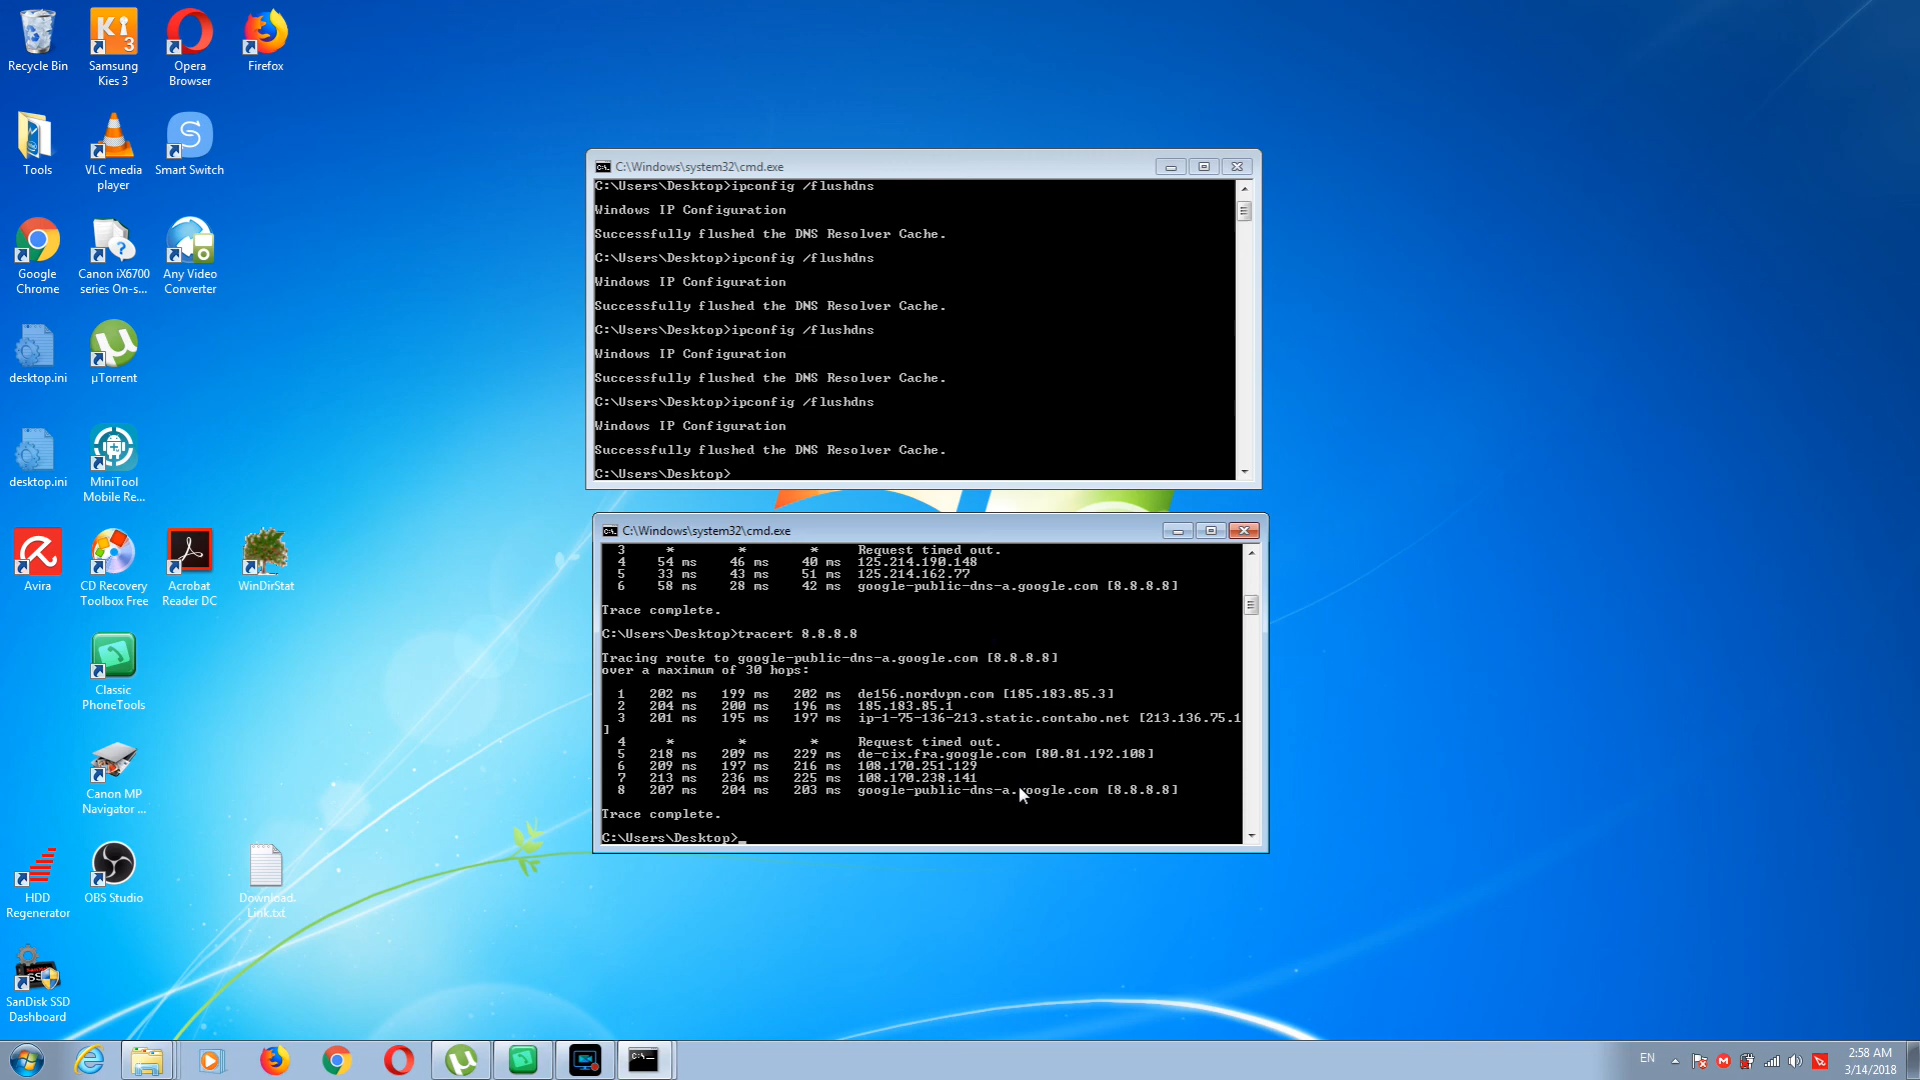 Recycle Bin
Samsung
Kies 3
Opera
Browser
Firefox
Tools
VLC media
player
Smart Switch
Google
Chrome
Canon iX6700
series On-s...
Any Video
Converter
desktop.ini
µTorrent
desktop.ini
MiniTool
Mobile Re...
Avira
CD Recovery
Toolbox Free
Acrobat
Reader DC
WinDirStat
Classic
PhoneTools
Canon MP
Navigator ...
HDD
Regenerator
OBS Studio
Download.
Link.txt
SanDisk SSD
Dashboard
C:\Windows\system32\cmd.exe
C:\Users\Desktop>ipconfig /flushdns
Windows IP Configuration
Successfully flushed the DNS Resolver Cache.
C:\Users\Desktop>ipconfig /flushdns
Windows IP Configuration
Successfully flushed the DNS Resolver Cache.
C:\Users\Desktop>ipconfig /flushdns
Windows IP Configuration
Successfully flushed the DNS Resolver Cache.
C:\Users\Desktop>ipconfig /flushdns
Windows IP Configuration
Successfully flushed the DNS Resolver Cache.
C:\Users\Desktop>
C:\Windows\system32\cmd.exe
3 * * * Request timed out.
4 54 ms 46 ms 40 ms 125.214.190.148
5 33 ms 43 ms 51 ms 125.214.162.77
6 58 ms 28 ms 42 ms google-public-dns-a.google.com [8.8.8.8]
Trace complete.
C:\Users\Desktop>tracert 8.8.8.8
Tracing route to google-public-dns-a.google.com [8.8.8.8]
over a maximum of 30 hops:
1 202 ms 199 ms 202 ms de156.nordvpn.com [185.183.85.3]
2 204 ms 200 ms 196 ms 185.183.85.1
3 201 ms 195 ms 197 ms ip-1-75-136-213.static.contabo.net [213.136.75.1
]
4 * * * Request timed out.
5 218 ms 209 ms 229 ms de-cix.fra.google.com [80.81.192.108]
6 209 ms 197 ms 216 ms 108.170.251.129
7 213 ms 236 ms 225 ms 108.170.238.141
8 207 ms 204 ms 203 ms google-public-dns-a.google.com [8.8.8.8]
Trace complete.
C:\Users\Desktop>_
EN
2:58 AM
3/14/2018